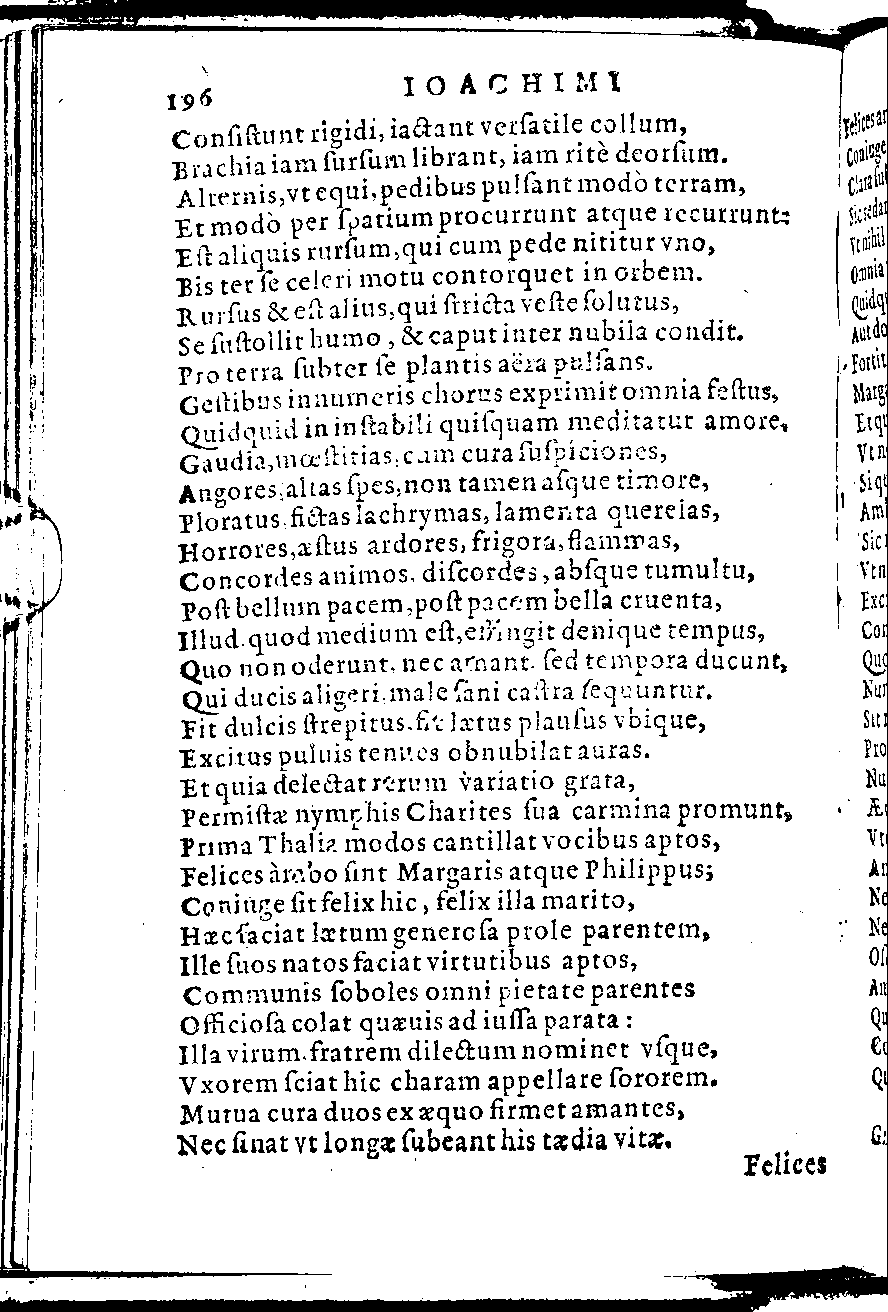 196
IOACHIMI
Conſiſtunt rigidi, iactant verſatile collum,
Brachia iam ſurſum librant, iam ritè deorſum.
Alternis, vt equi, pedibus pulſant modò terram,
Et modò per ſpatium procurrunt atque recurrunt:
Eſt aliquis rurſum, qui cum pede nititur vno,
Bis ter ſe celeri motu contorquet in orbem.
Rurſus & eſt alius, qui ſtricta veſte ſolutus,
Se ſuſtollit humo, & caput inter nubila condit.
Pro terra ſubter ſe plantis aëra pulſans.
Geſtibus innumeris chorus exprimit omnia feſtus,
Quidquid in inſtabili quiſquam meditatut amore,
Gaudia, mœſtitias, cum cura ſuſpiciones,
Angores, altas ſpes, non tamen aſque timore,
Ploratus, fictas lachrymas, lamenta querelas,
Horrores, æſtus ardores, frigora, flammas,
Concordes animos, diſcordes, abſque tumultu,
Poſt bellum pacem, poſt pacem bella cruenta,
Illud, quod medium eſt, effingit denique tempus,
Quo non oderunt, nec amant, ſed tempora ducunt,
Qui ducis aligeri, male ſani caſtra ſequuntur.
Fit dulcis ſtrepitus, fit lætus plauſus vbique,
Excitus puluis tenues obnubilat auras.
Et quia delectat rerum variatio grata,
Permiſtæ nymphis Charites ſua carmina promunt,
Prima Thalia modos cantillat vocibus aptos,
Felices àmbo ſint Margaris atque Philippus;
Coniuge ſit felix hic, felix illa marito,
Hæc faciat lætum generoſa prole parentem,
Ille ſuos natos faciat virtutibus aptos,
Communis ſoboles omni pietate parentes
Officioſa colat quæuis ad iuſſa parata:
Illa virum, fratrem dilectum nominet vſque,
Vxorem ſciat hic charam appellare ſororem.
Mutua cura duos ex æquo firmet amantes,
Nec ſinat vt longæ ſubeant his tædia vitæ.
Felices